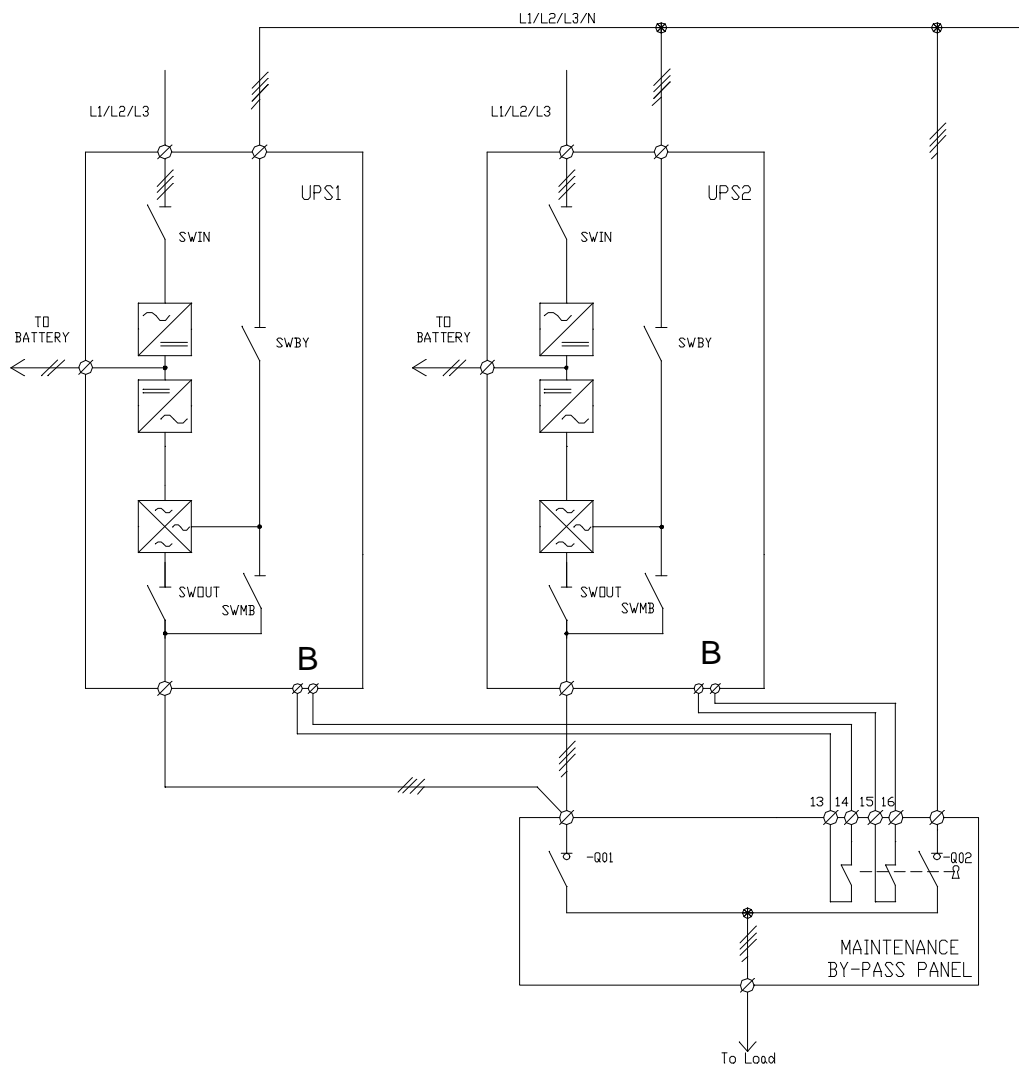 L1/L2/L3/N
L1/L2/L3
L1/L2/L3
UPS1
UPS2
SWIN
SWIN
TO
BATTERY
TO
BATTERY
SWBY
SWBY
SWOUT
SWMB
SWOUT
SWMB
B
B
13 14 15 16
-Q01
-Q02
MAINTENANCE
BY-PASS PANEL
To Load